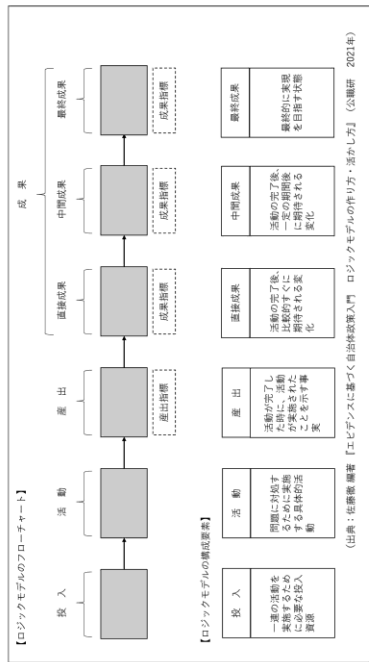 【ロジックモデルのフローチャート】
成 果
投 入
活 動
産 出
直接成果
中間成果
最終成果
産出指標
成果指標
成果指標
成果指標
【ロジックモデルの構成要素】
投 入
一連の活動を
実施するため
に必要な投入
資源
活 動
問題に対処す
るために実施
する具体的活
動
産 出
活動が完了し
た時に、活動
が実施された
ことを示す事
実
直接成果
活動の完了後、
比較的すぐに
期待される変
化
中間成果
活動の完了後、
一定の期間後
に期待される
変化
最終成果
最終的に実現
を目指す状態
(出典:佐藤徹 編著『エビデンスに基づく自治体政策入門 ロジックモデルの作り方・活かし方』(公職研 2021年)